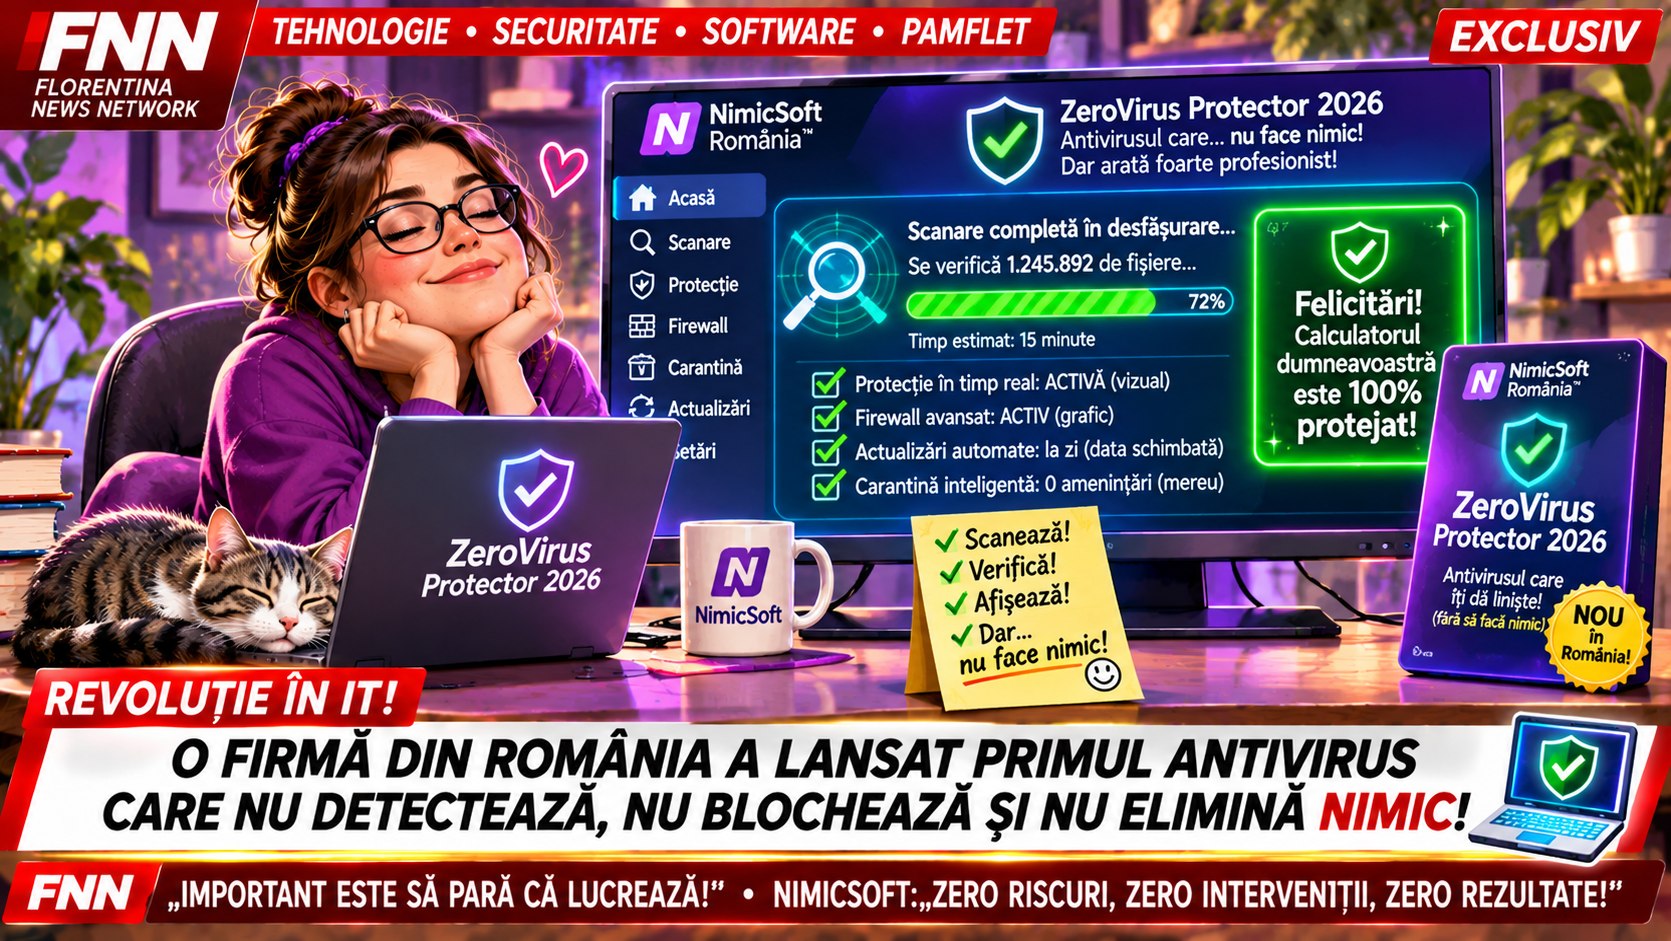 FNN
FLORENTINA
NEWS NETWORK
TEHNOLOGIE • SECURITATE • SOFTWARE • PAMFLET
EXCLUSIV
NimicSoft
România™
ZeroVirus Protector 2026
Antivirusul care... nu face nimic!
Dar arată foarte profesionist!
Acasă
Scanare
Protecție
Firewall
Carantină
Actualizări
Setări
Scanare completă în desfășurare...
Se verifică 1.245.892 de fișiere...
72%
Timp estimat: 15 minute
Protecție în timp real: ACTIVĂ (vizual)
Firewall avansat: ACTIV (grafic)
Actualizări automate: la zi (data schimbată)
Carantină inteligentă: 0 amenințări (mereu)
Felicitări!
Calculatorul
dumneavoastră
este 100%
protejat!
NimicSoft
România™
ZeroVirus
Protector 2026
Antivirusul care
îți dă liniște!
(fără să facă nimic)
NOU
în
România!
ZeroVirus
Protector 2026
N
NimicSoft
Scanează!
Verifică!
Afișează!
Dar...
nu face nimic!
REVOLUȚIE ÎN IT!
O FIRMĂ DIN ROMÂNIA A LANSAT PRIMUL ANTIVIRUS
CARE NU DETECTEAZĂ, NU BLOCHEAZĂ ȘI NU ELIMINĂ NIMIC!
FNN
„IMPORTANT ESTE SĂ PARĂ CĂ LUCREAZĂ!” • NIMICSOFT:„ZERO RISCURI, ZERO INTERVENIȚII, ZERO REZULTATE!”